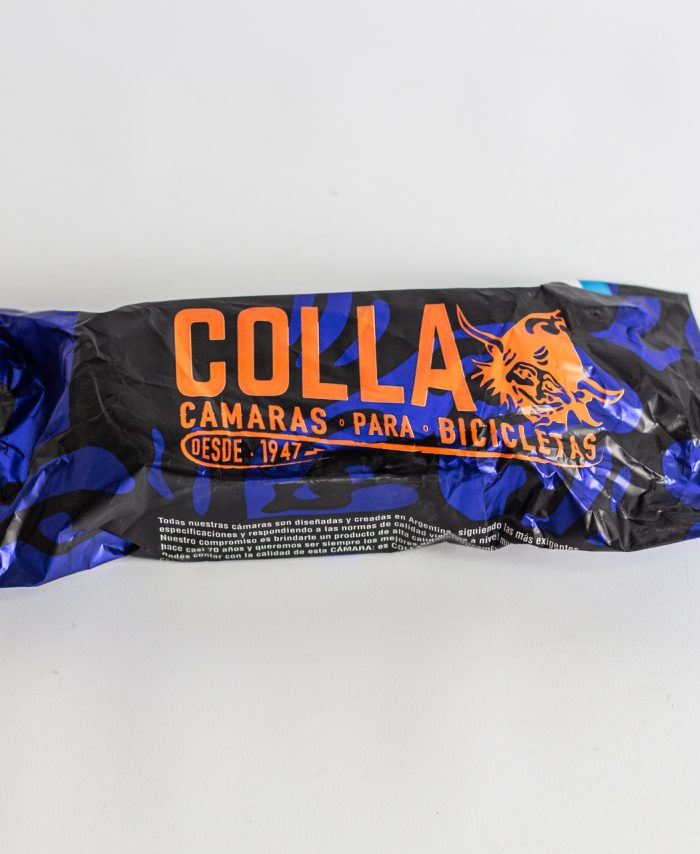 COLLA
CAMARAS · PARA · BICICLETAS
DESDE · 1947
Todas nuestras cámaras son diseñadas y creadas en Argentina, siguiendo las más exigentes
especificaciones y respondiendo a las normas de calidad a nivel
Nuestro compromiso es brindarte un producto de alta
hace casi 70 años y queremos ser siempre los mejores
Podés contar con la calidad de esta CÁMARA: es